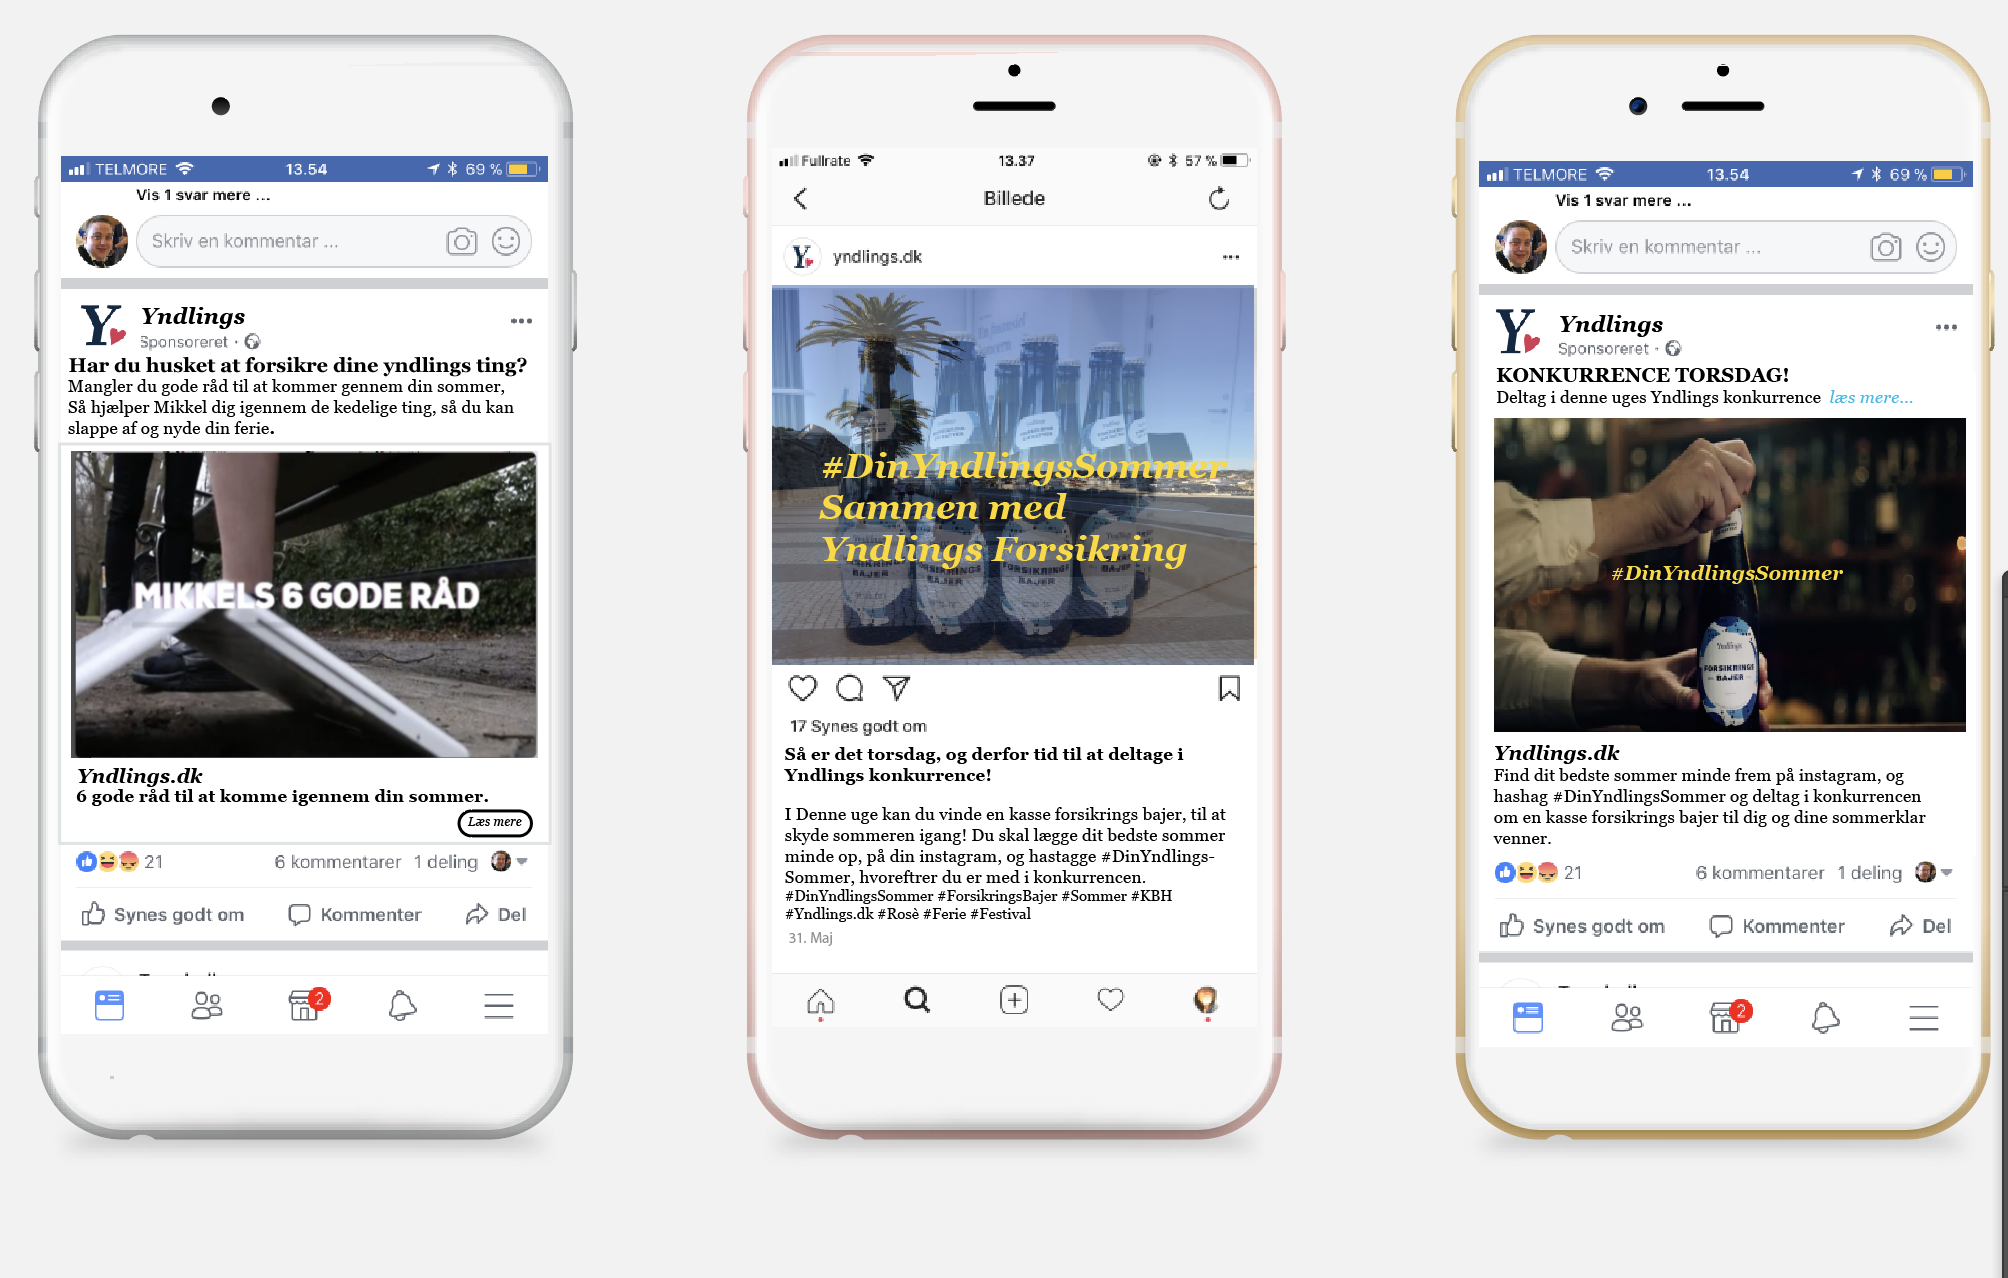 TELMORE 13.54 69 %
Vis 1 svar mere ...
Skriv en kommentar ...
Y Yndlings
Sponsoreret
Har du husket at forsikre dine yndlings ting?
Mangler du gode råd til at kommer gennem din sommer,
Så hjælper Mikkel dig igennem de kedelige ting, så du kan
slappe af og nyde din ferie.
MIKKELS 6 GODE RÅD
Yndlings.dk
6 gode råd til at komme igennem din sommer.
Læs mere
21 6 kommentarer 1 deling
Synes godt om Kommenter Del
2
Fullrate 13.37 57 %
Billede
Y yndlings.dk
#DinYndlingsSommer
Sammen med
Yndlings Forsikring
FORSIKRINGS
BAJER
17 Synes godt om
Så er det torsdag, og derfor tid til at deltage i
Yndlings konkurrence!
I Denne uge kan du vinde en kasse forsikrings bajer, til at
skyde sommeren igang! Du skal lægge dit bedste sommer
minde op, på din instagram, og hastagge #DinYndlings-
Sommer, hvoreftrer du er med i konkurrencen.
#DinYndlingsSommer #ForsikringsBajer #Sommer #KBH
#Yndlings.dk #Rosè #Ferie #Festival
31. Maj
TELMORE 13.54 69 %
Vis 1 svar mere ...
Skriv en kommentar ...
Y Yndlings
Sponsoreret
KONKURRENCE TORSDAG!
Deltag i denne uges Yndlings konkurrence læs mere...
#DinYndlingsSommer
Yndlings
FORSIKRINGS
BAJER
Yndlings.dk
Find dit bedste sommer minde frem på instagram, og
hashag #DinYndlingsSommer og deltag i konkurrencen
om en kasse forsikrings bajer til dig og dine sommerklar
venner.
21 6 kommentarer 1 deling
Synes godt om Kommenter Del
2